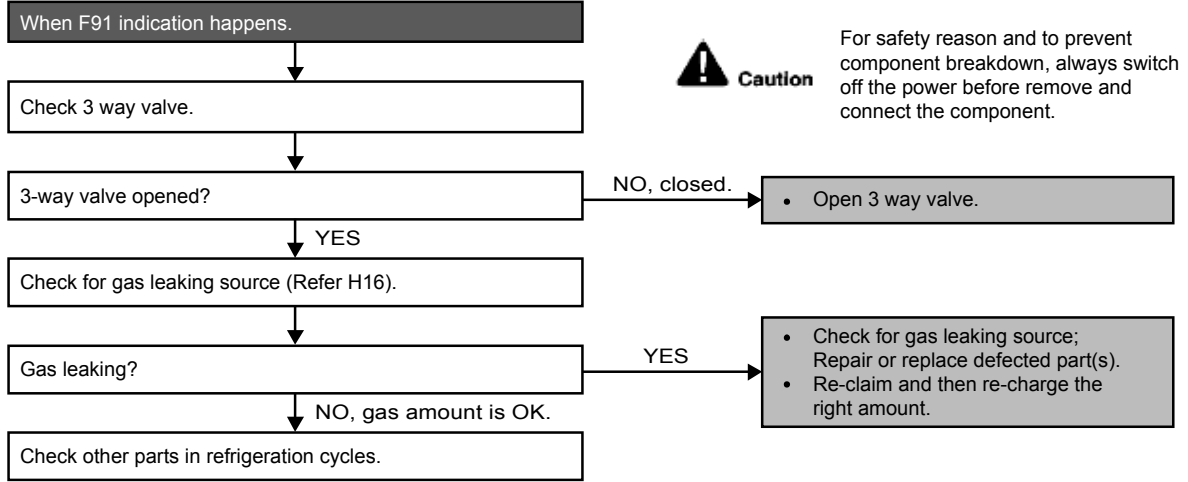 When F91 indication happens.
For safety reason and to prevent
component breakdown, always switch
off the power before remove and
connect the component.
Caution
Check 3 way valve.
3-way valve opened?
NO, closed.
• Open 3 way valve.
YES
Check for gas leaking source (Refer H16).
Gas leaking?
YES
• Check for gas leaking source;
Repair or replace defected part(s).
• Re-claim and then re-charge the
right amount.
NO, gas amount is OK.
Check other parts in refrigeration cycles.